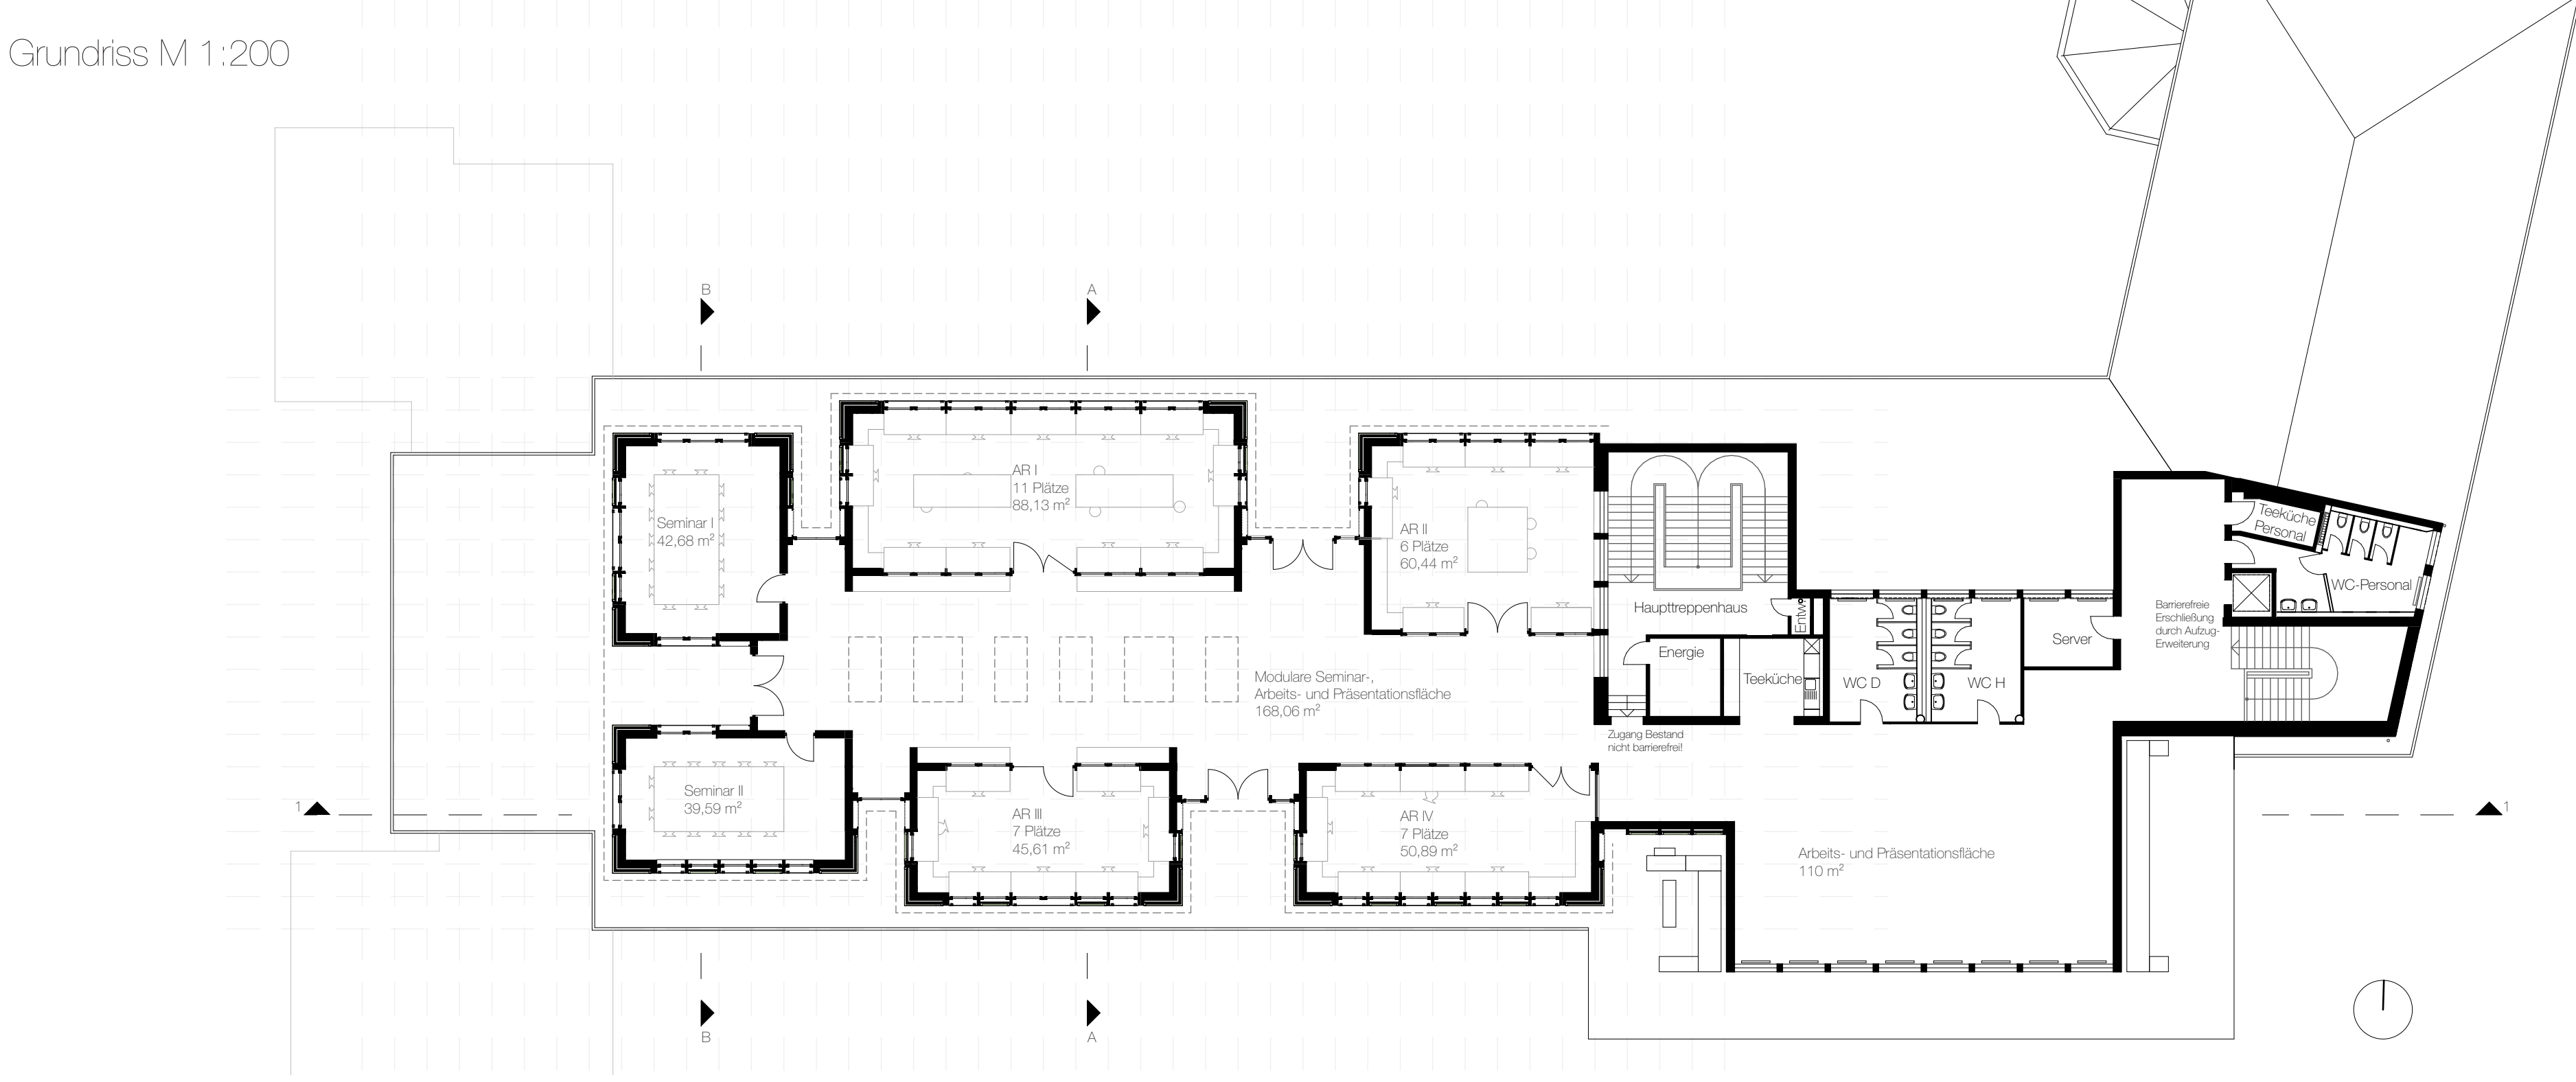 Grundriss M 1:200
B
A
AR I
11 Plätze
88,13 m²
Seminar I
42,68 m²
AR II
6 Plätze
60,44 m²
Haupttreppenhaus
Entw
Energie
Teeküche
WC D
WC H
Server
Teeküche
Personal
WC-Personal
Barrierefreie
Erschließung
durch Aufzug-
Erweiterung
Modulare Seminar-,
Arbeits- und Präsentationsfläche
168,06 m²
Zugang Bestand
nicht barrierefrei!
Seminar II
39,59 m²
1
AR III
7 Plätze
45,61 m²
AR IV
7 Plätze
50,89 m²
Arbeits- und Präsentationsfläche
110 m²
1
B
A